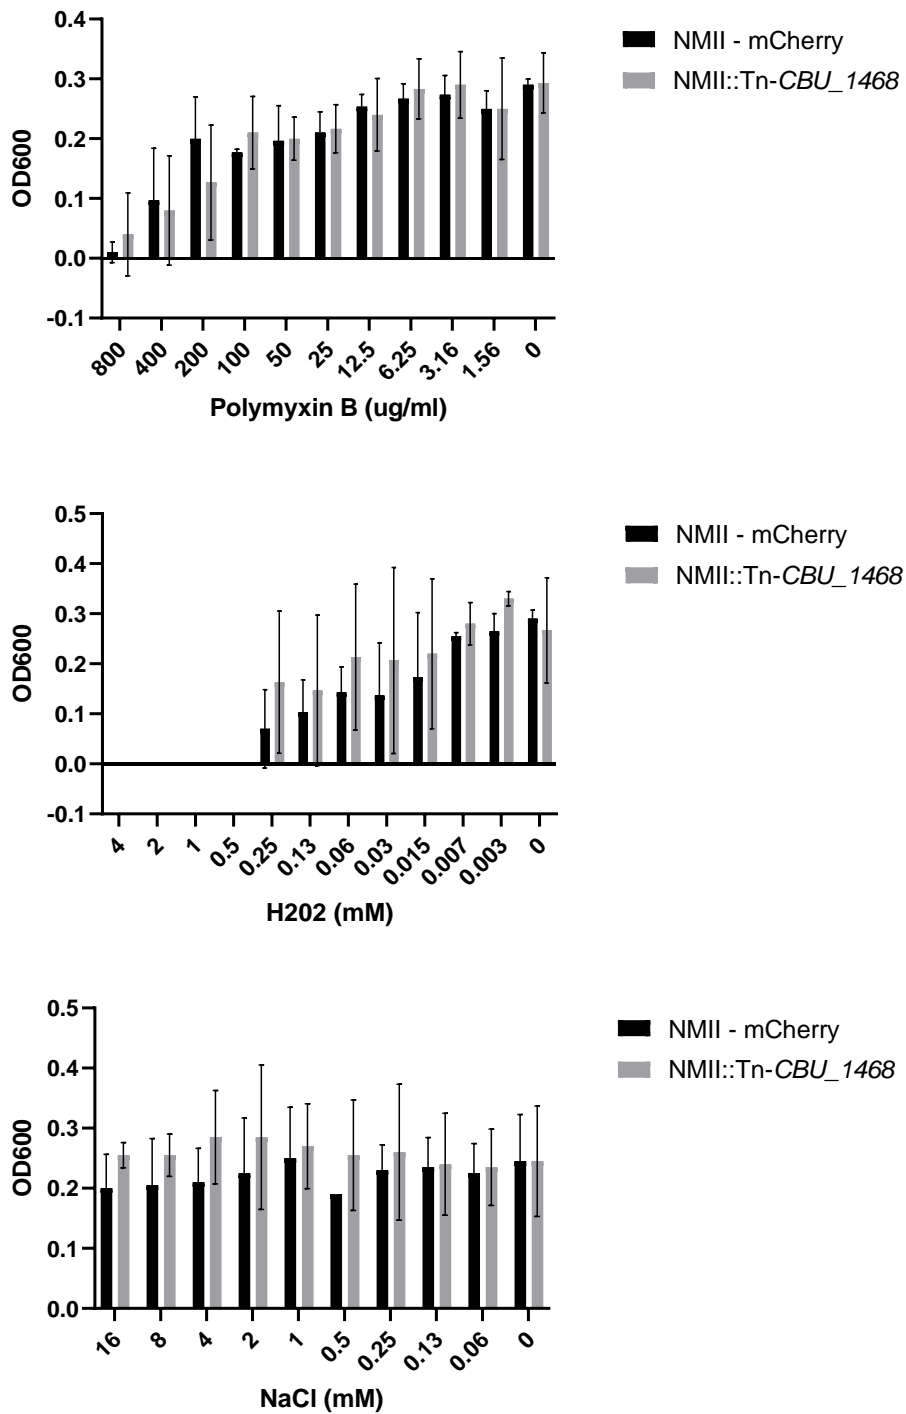 0.4
0.3
0.2
0.1
0.0
-0.1
OD600
800 400 200 100 50 25 12.5 6.25 3.16 1.56 0
Polymyxin B (ug/ml)
NMII - mCherry
NMII::Tn-CBU_1468
0.5
0.4
0.3
0.2
0.1
0.0
-0.1
OD600
4 2 1 0.5 0.25 0.13 0.06 0.03 0.015 0.007 0.003 0
H202 (mM)
NMII - mCherry
NMII::Tn-CBU_1468
0.5
0.4
0.3
0.2
0.1
0.0
OD600
16 8 4 2 1 0.5 0.25 0.13 0.06 0
NaCl (mM)
NMII - mCherry
NMII::Tn-CBU_1468